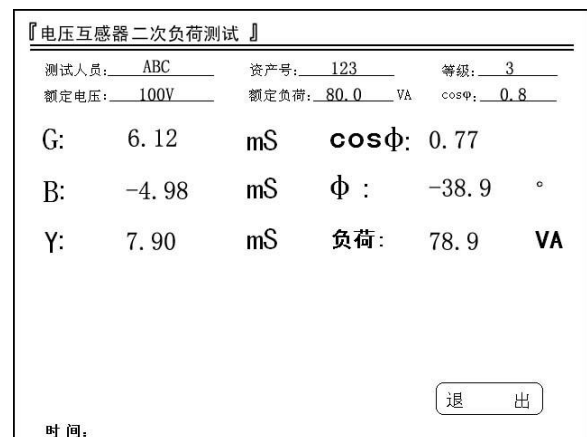 『电压互感器二次负荷测试 』
测试人员: ABC 资产号: 123 等级: 3
额定电压: 100V 额定负荷: 80.0 VA cosφ: 0.8
G: 6.12 mS cosϕ: 0.77
B: -4.98 mS ϕ : -38.9 °
Y: 7.90 mS 负荷: 78.9 VA
退 出
时间: